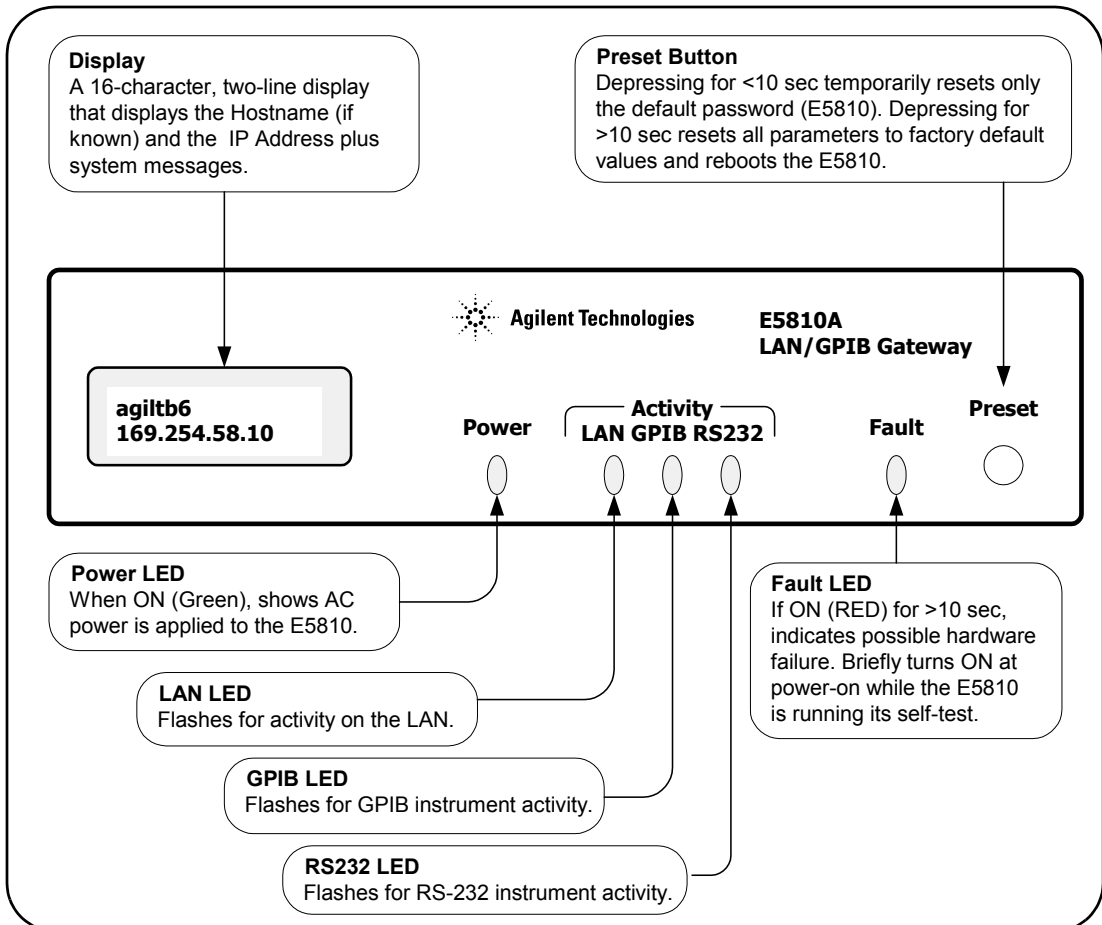 Display
A 16-character, two-line display
that displays the Hostname (if
known) and the IP Address plus
system messages.
Preset Button
Depressing for <10 sec temporarily resets only
the default password (E5810). Depressing for
>10 sec resets all parameters to factory default
values and reboots the E5810.
Agilent Technologies
E5810A
LAN/GPIB Gateway
agiltb6
169.254.58.10
Power
Activity
LAN GPIB RS232
Fault
Preset
Power LED
When ON (Green), shows AC
power is applied to the E5810.
LAN LED
Flashes for activity on the LAN.
GPIB LED
Flashes for GPIB instrument activity.
RS232 LED
Flashes for RS-232 instrument activity.
Fault LED
If ON (RED) for >10 sec,
indicates possible hardware
failure. Briefly turns ON at
power-on while the E5810
is running its self-test.